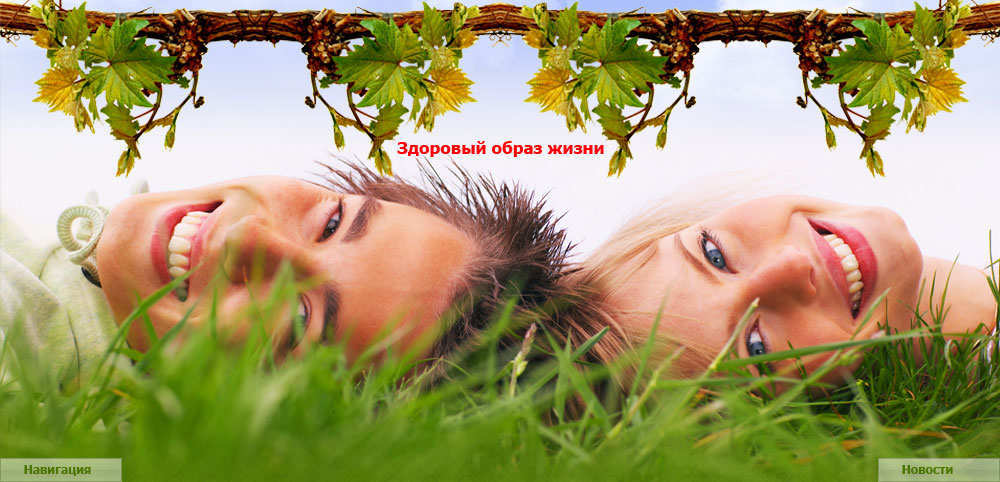 Здоровый образ жизни
Навигация
Новости